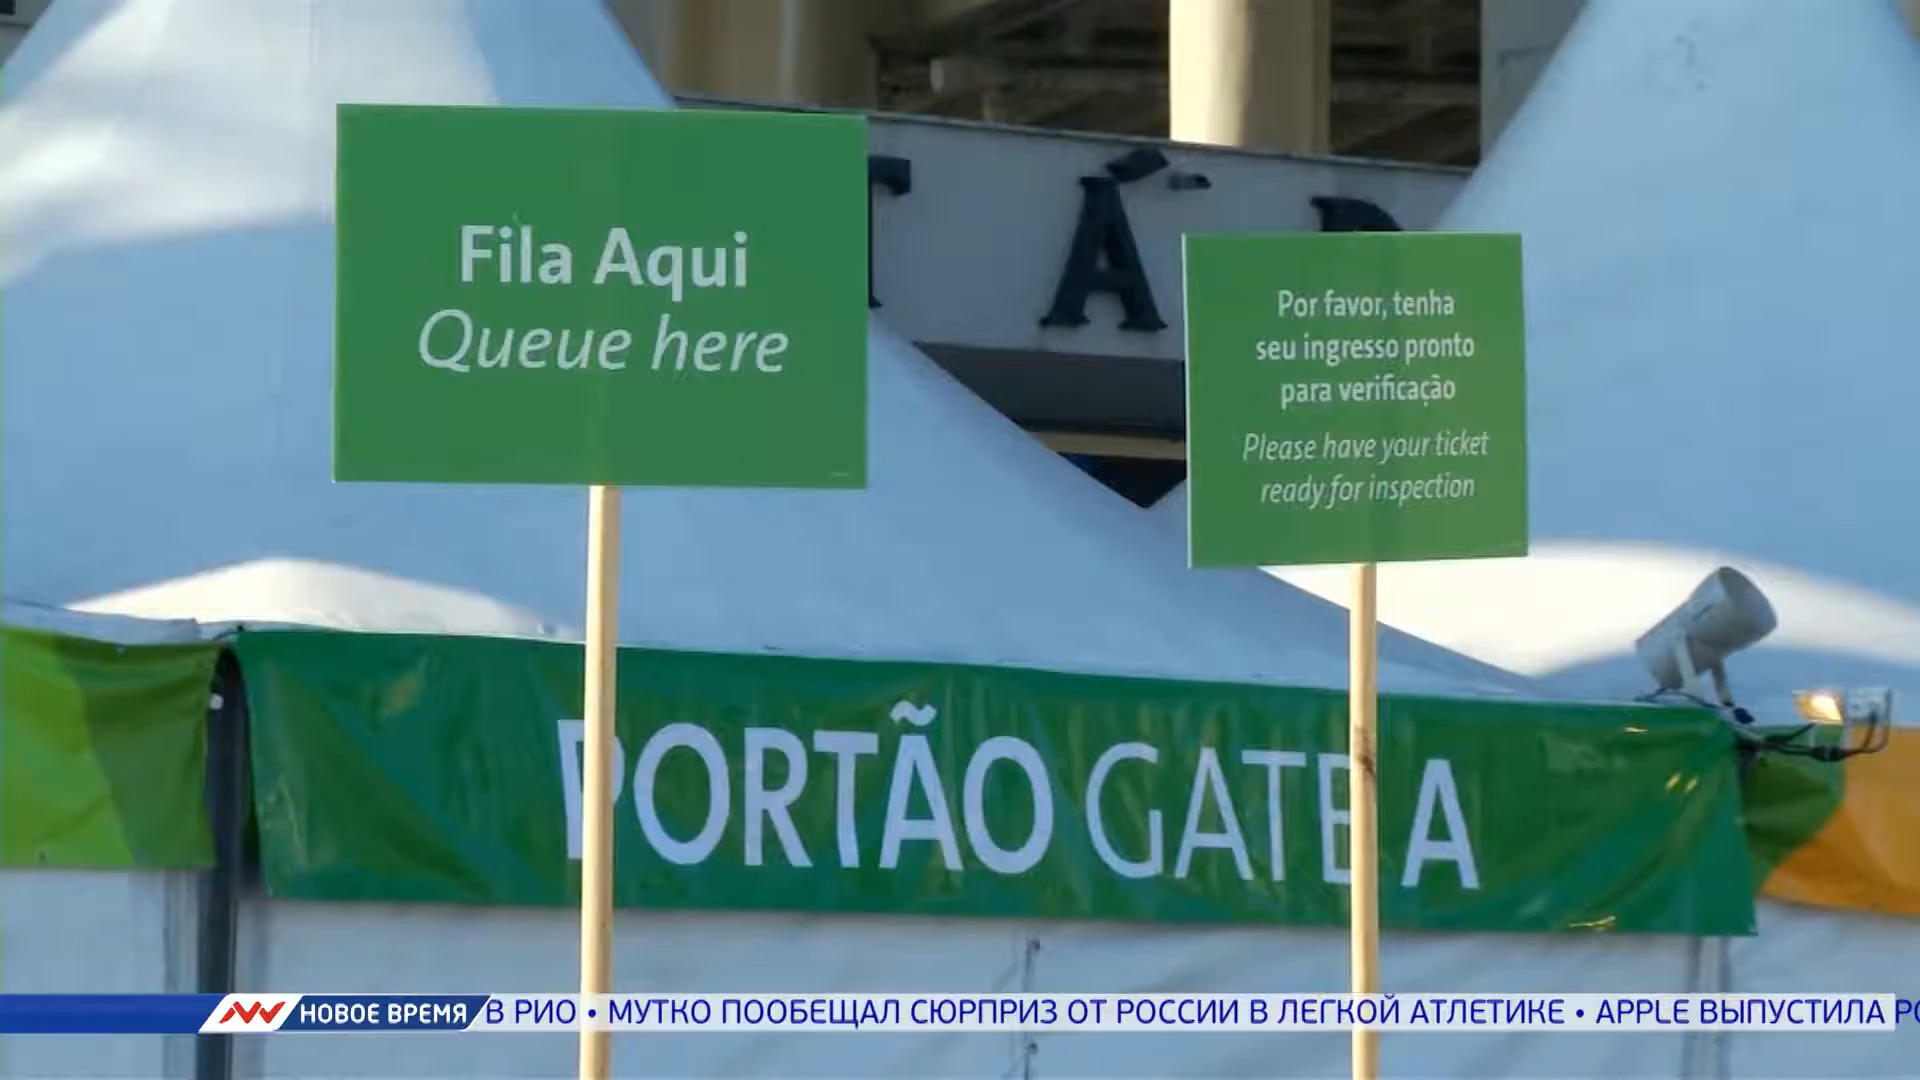 Fila Aqui
Queue here
Por favor, tenha
seu ingresso pronto
para verificação
Please have your ticket
ready for inspection
PORTÃO GATE A
НОВОЕ ВРЕМЯ
В РИО • МУТКО ПООБЕЩАЛ СЮРПРИЗ ОТ РОССИИ В ЛЕГКОЙ АТЛЕТИКЕ • APPLE ВЫПУСТИЛА